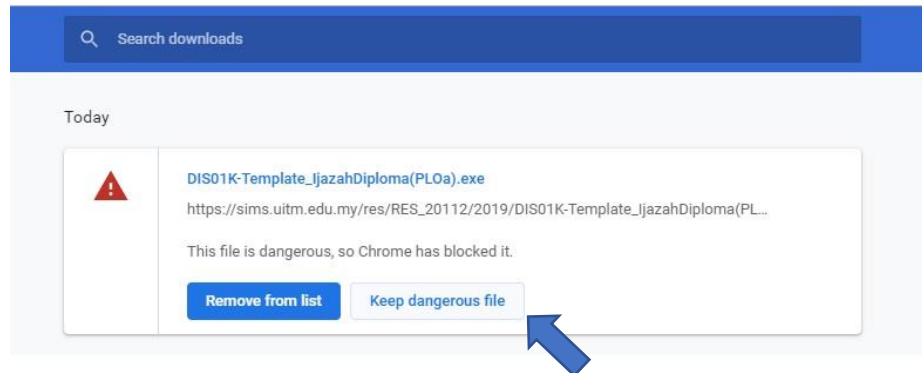 Search downloads
Today
DIS01K-Template_IjazahDiploma(PLOa).exe
https://sims.uitm.edu.my/res/RES_20112/2019/DIS01K-Template_IjazahDiploma(PL...
This file is dangerous, so Chrome has blocked it.
Remove from list
Keep dangerous file